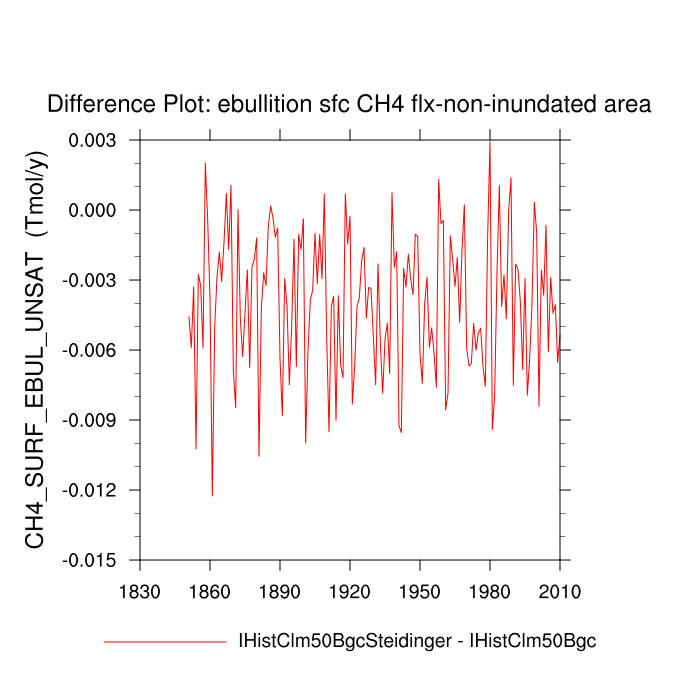 Difference Plot: ebullition sfc CH4 flx-non-inundated area
CH4_SURF_EBUL_UNSAT (Tmol/y)
0.003
0.000
-0.003
-0.006
-0.009
-0.012
-0.015
1830 1860 1890 1920 1950 1980 2010
IHistClm50BgcSteidinger - IHistClm50Bgc